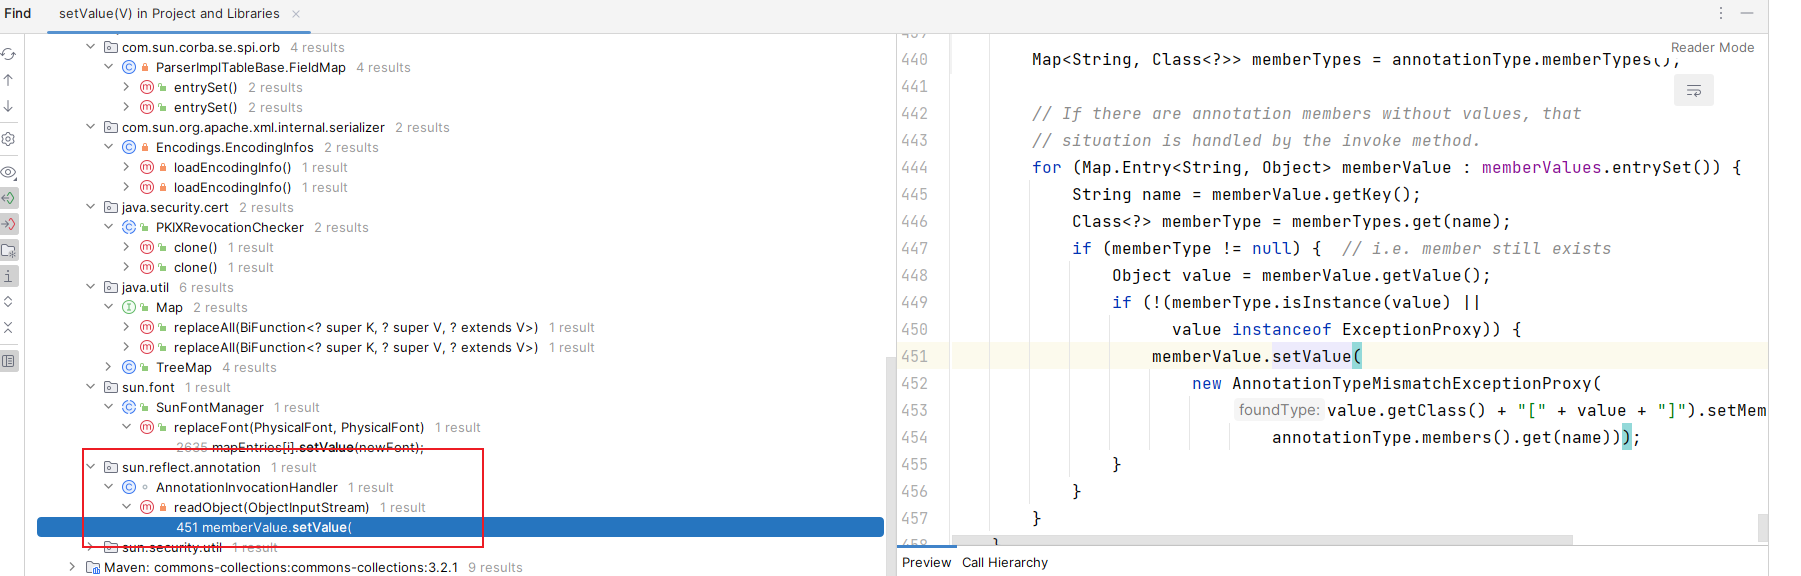 Find setValue(V) in Project and Libraries
com.sun.corba.se.spi.orb 4 results
ParserImplTableBase.FieldMap 4 results
entrySet() 2 results
entrySet() 2 results
com.sun.org.apache.xml.internal.serializer 2 results
Encodings.EncodingInfos 2 results
loadEncodingInfo() 1 result
loadEncodingInfo() 1 result
java.security.cert 2 results
PKIXRevocationChecker 2 results
clone() 1 result
clone() 1 result
java.util 6 results
Map 2 results
replaceAll(BiFunction<? super K, ? super V, ? extends V>) 1 result
replaceAll(BiFunction<? super K, ? super V, ? extends V>) 1 result
TreeMap 4 results
sun.font 1 result
SunFontManager 1 result
replaceFont(PhysicalFont, PhysicalFont) 1 result
2635 mapEntries[i].setValue(newFont);
sun.reflect.annotation 1 result
AnnotationInvocationHandler 1 result
readObject(ObjectInputStream) 1 result
451 memberValue.setValue(
sun.security.util 1 result
Maven: commons-collections:commons-collections:3.2.1 9 results
Reader Mode
439
440 Map<String, Class<?>> memberTypes = annotationType.memberTypes();
441
442 // If there are annotation members without values, that
443 // situation is handled by the invoke method.
444 for (Map.Entry<String, Object> memberValue : memberValues.entrySet()) {
445 String name = memberValue.getKey();
446 Class<?> memberType = memberTypes.get(name);
447 if (memberType != null) { // i.e. member still exists
448 Object value = memberValue.getValue();
449 if (!(memberType.isInstance(value) ||
450 value instanceof ExceptionProxy)) {
451 memberValue.setValue(
452 new AnnotationTypeMismatchExceptionProxy(
453 foundType: value.getClass() + "[" + value + "]").setMem
454 annotationType.members().get(name)));
455 }
456 }
457 }
458 }
Preview Call Hierarchy